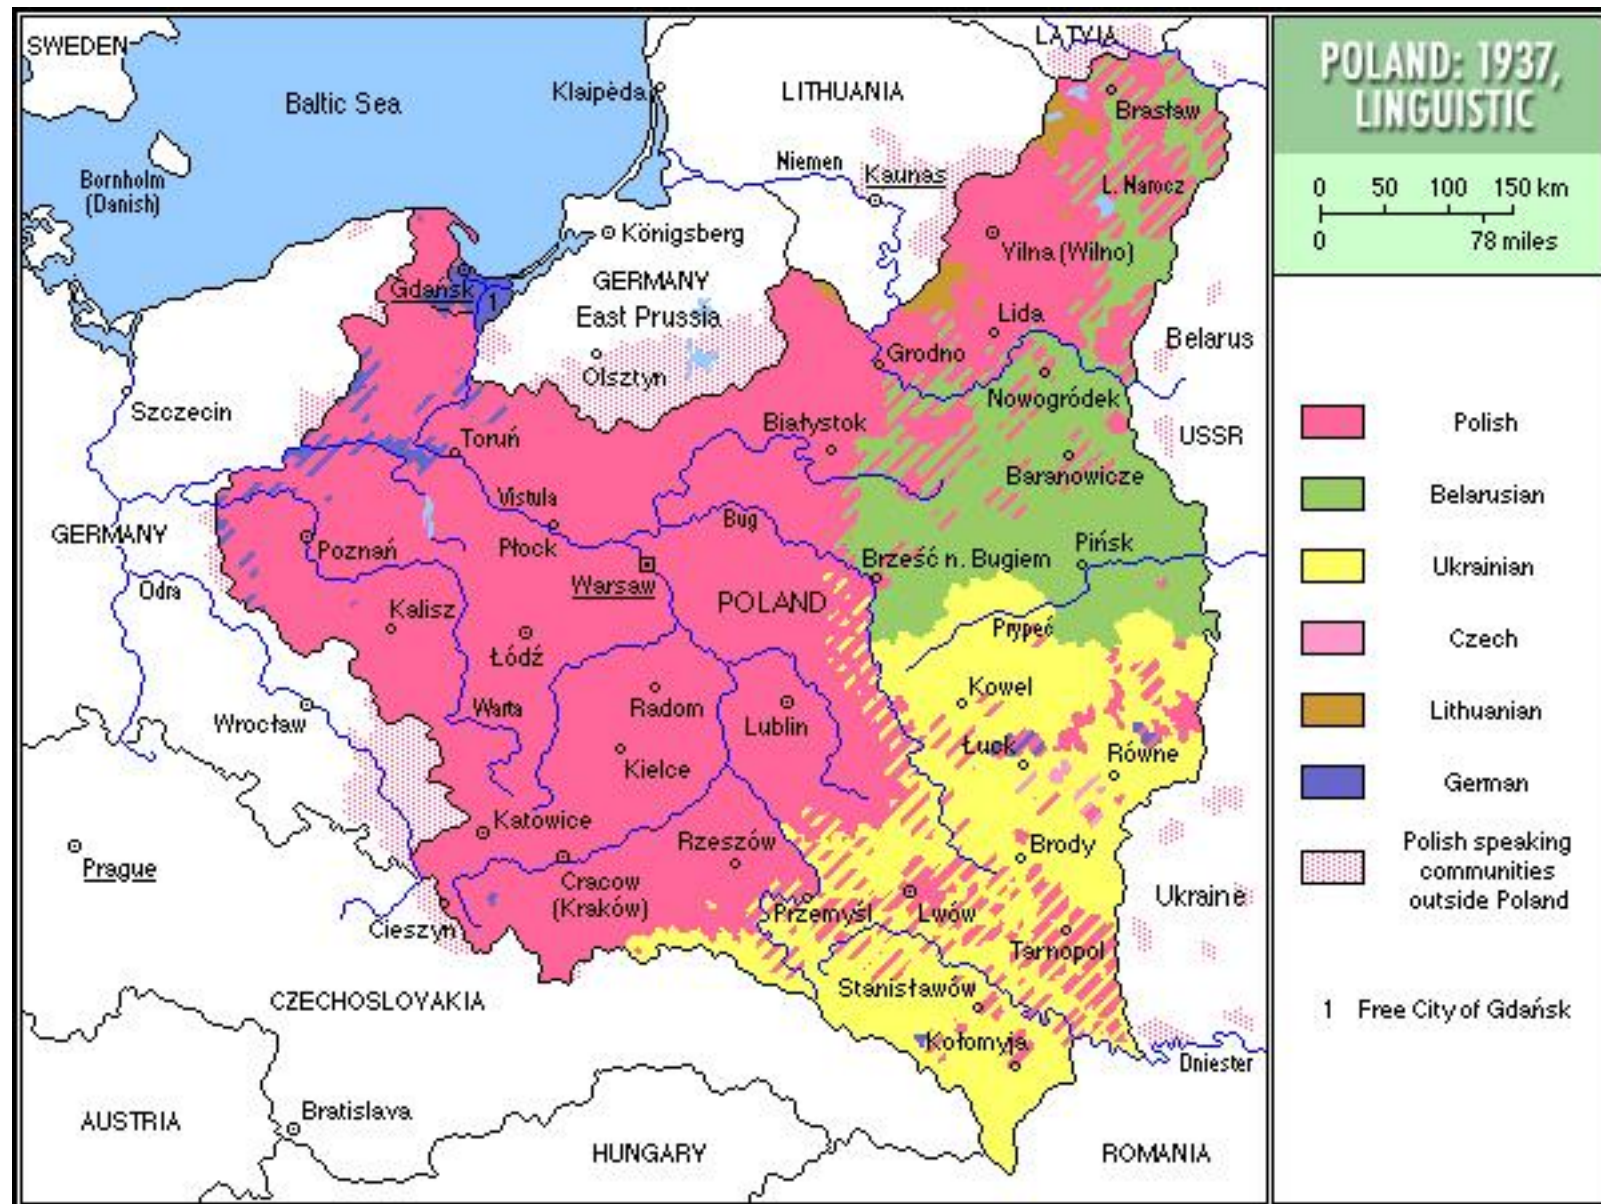 SWEDEN
Baltic Sea
Klaipėda
LITHUANIA
LATVIA
Brasław
Bornholm
(Danish)
Niemen
Kaunas
L. Narocz
Königsberg
Vilna (Wilno)
GERMANY
East Prussia
Gdańsk
1
Lida
Belarus
Grodno
Olsztyn
Nowogródek
Szczecin
Toruń
Białystok
USSR
Baranowicze
Vistula
Bug
GERMANY
Poznań
Płock
Brześć n. Bugiem
Pińsk
Warsaw
Odra
POLAND
Kalisz
Prypeć
Łódź
Kowel
Wrocław
Warta
Radom
Lublin
Łuck
Równe
Kielce
Katowice
Rzeszów
Brody
Prague
Cracow
(Kraków)
Przemyśl
Lwów
Ukraine
Cieszyn
Tarnopol
Stanisławów
CZECHOSLOVAKIA
Kołomyja
Dniester
AUSTRIA
Bratislava
HUNGARY
ROMANIA
POLAND: 1937,
LINGUISTIC
0 50 100 150 km
0 78 miles
Polish
Belarusian
Ukrainian
Czech
Lithuanian
German
Polish speaking
communities
outside Poland
1 Free City of Gdańsk